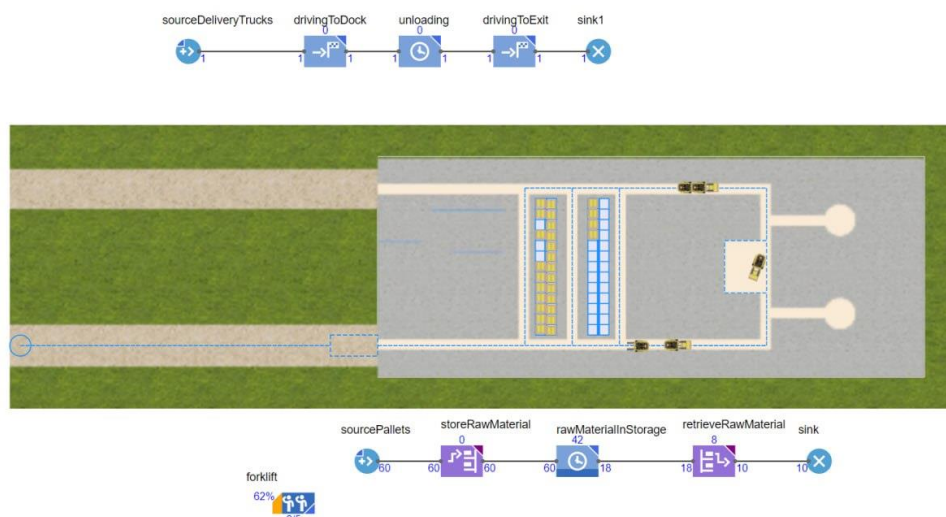 sourceDeliveryTrucks drivingToDock unloading drivingToExit sink1
0 0 0
1 1 1 1 1 1 1 1
sourcePallets storeRawMaterial rawMaterialInStorage retrieveRawMaterial sink
0 42 8
60 60 60 60 18 18 10 10
forklift
62%